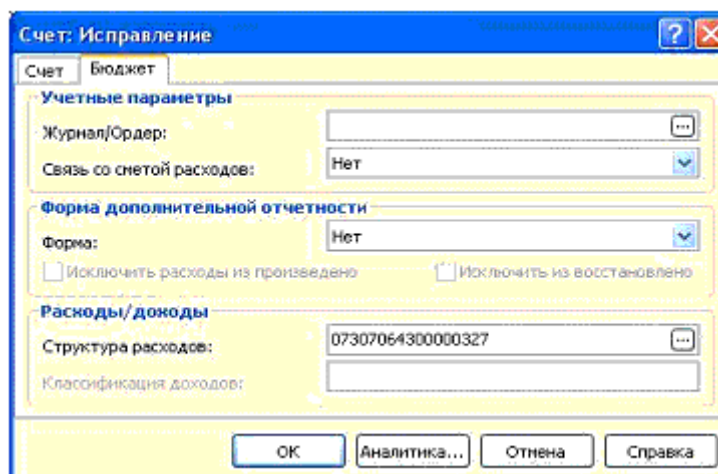 Счет: Исправление
Счет Бюджет
Учетные параметры
Журнал/Ордер:
Связь со сметой расходов: Нет
Форма дополнительной отчетности
Форма: Нет
Исключить расходы из произведено Исключить из восстановлено
Расходы/доходы
Структура расходов: 07307064300000327
Классификация доходов:
ОК Аналитика... Отмена Справка